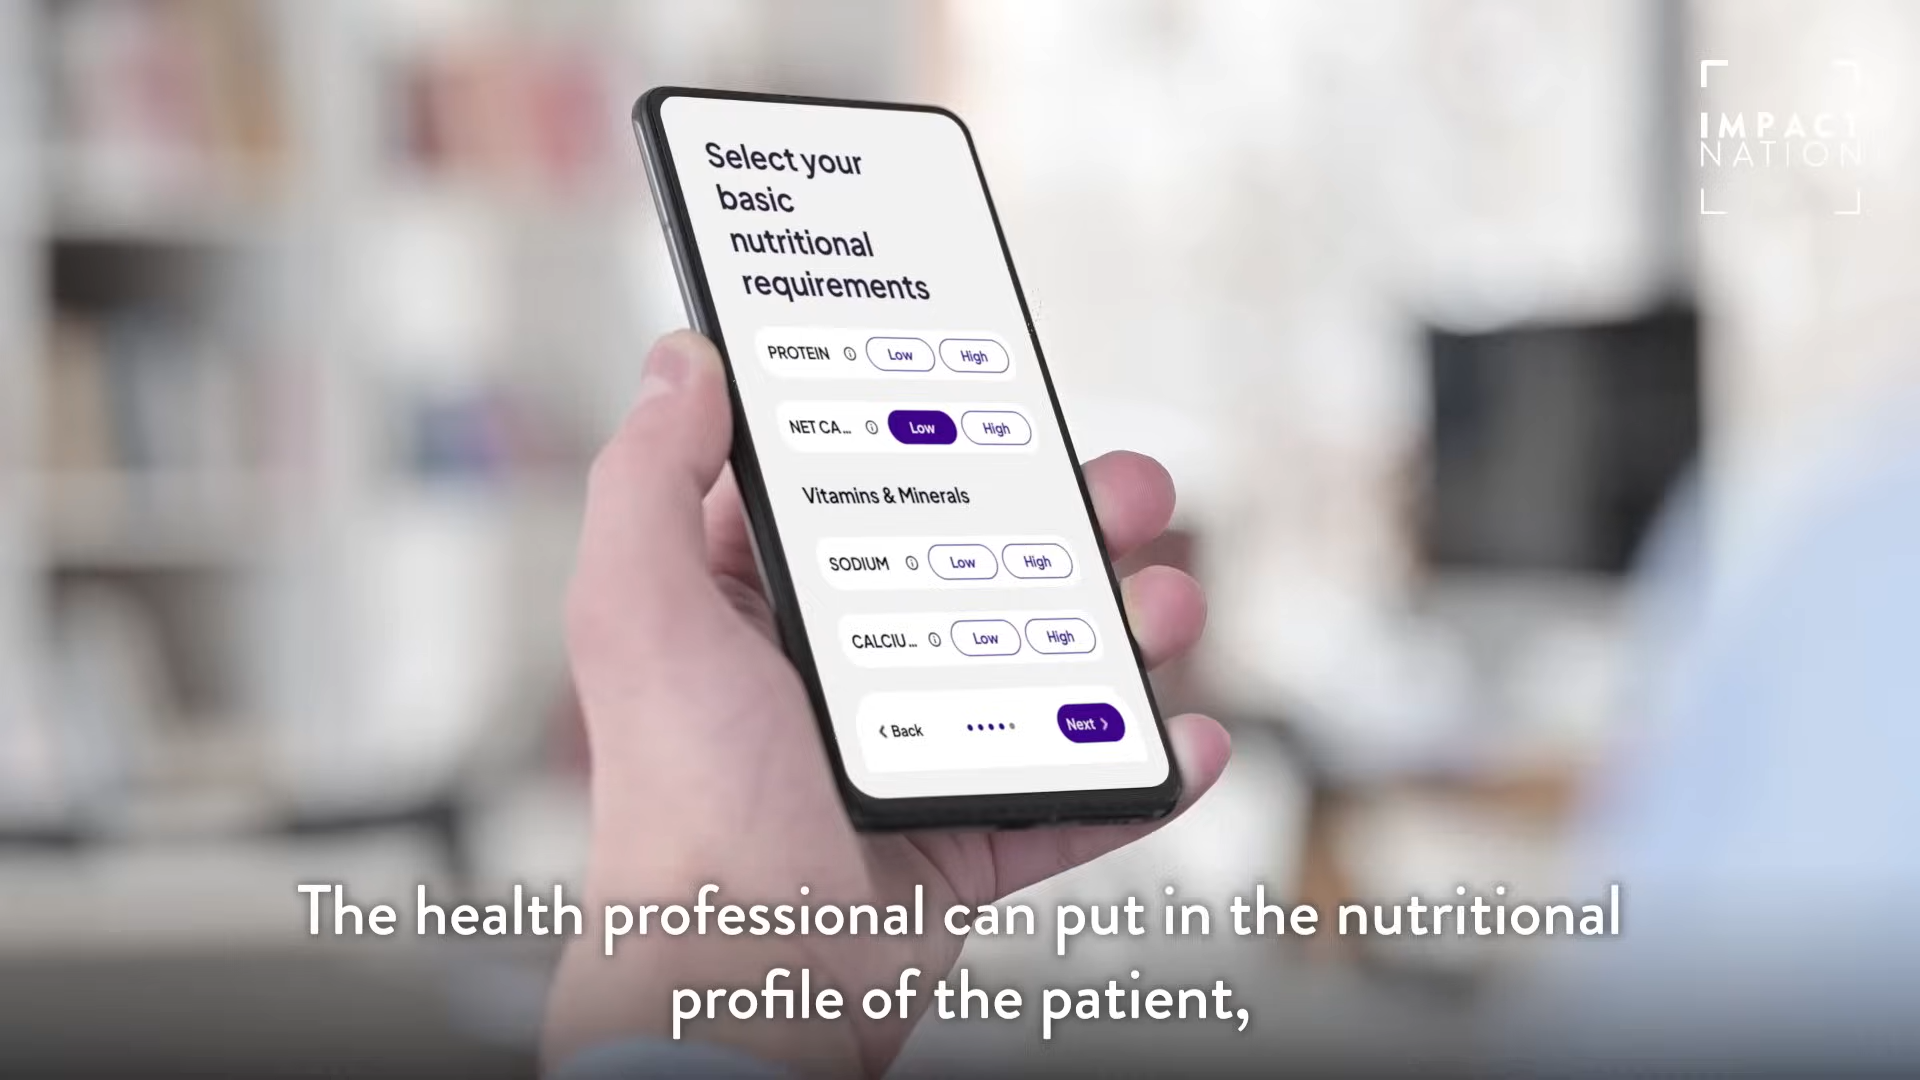 IMPACT
NATION
Select your
basic
nutritional
requirements
PROTEIN Low High
NET CA... Low High
Vitamins & Minerals
SODIUM Low High
CALCIU... Low High
Back Next
The health professional can put in the nutritional
profile of the patient,